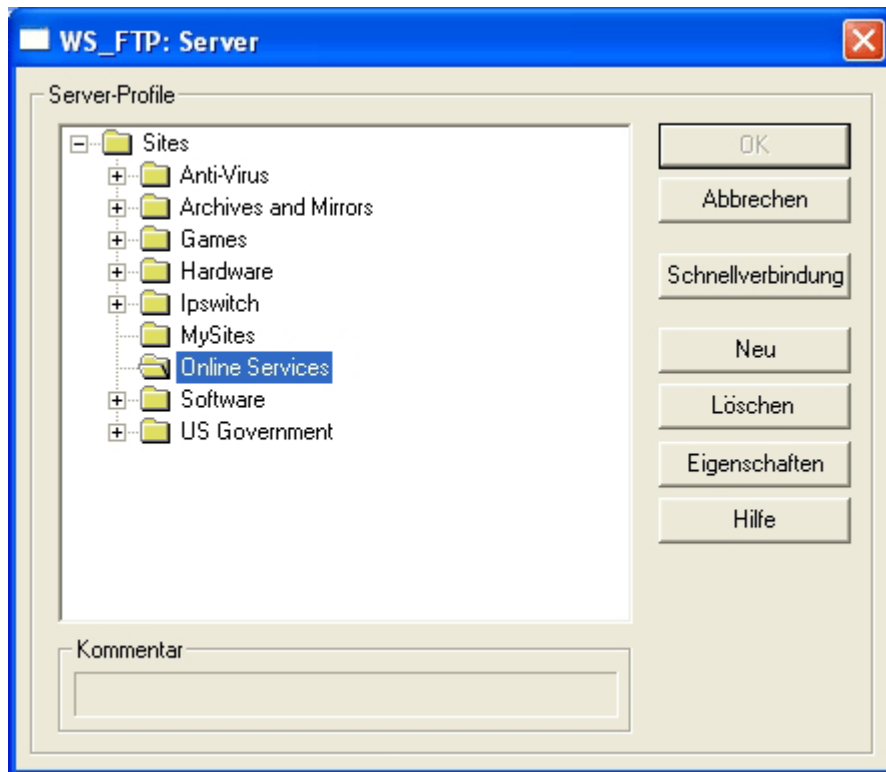 WS_FTP: Server
Server-Profile
Sites
Anti-Virus
Archives and Mirrors
Games
Hardware
Ipswitch
MySites
Online Services
Software
US Government
OK
Abbrechen
Schnellverbindung
Neu
Löschen
Eigenschaften
Hilfe
Kommentar